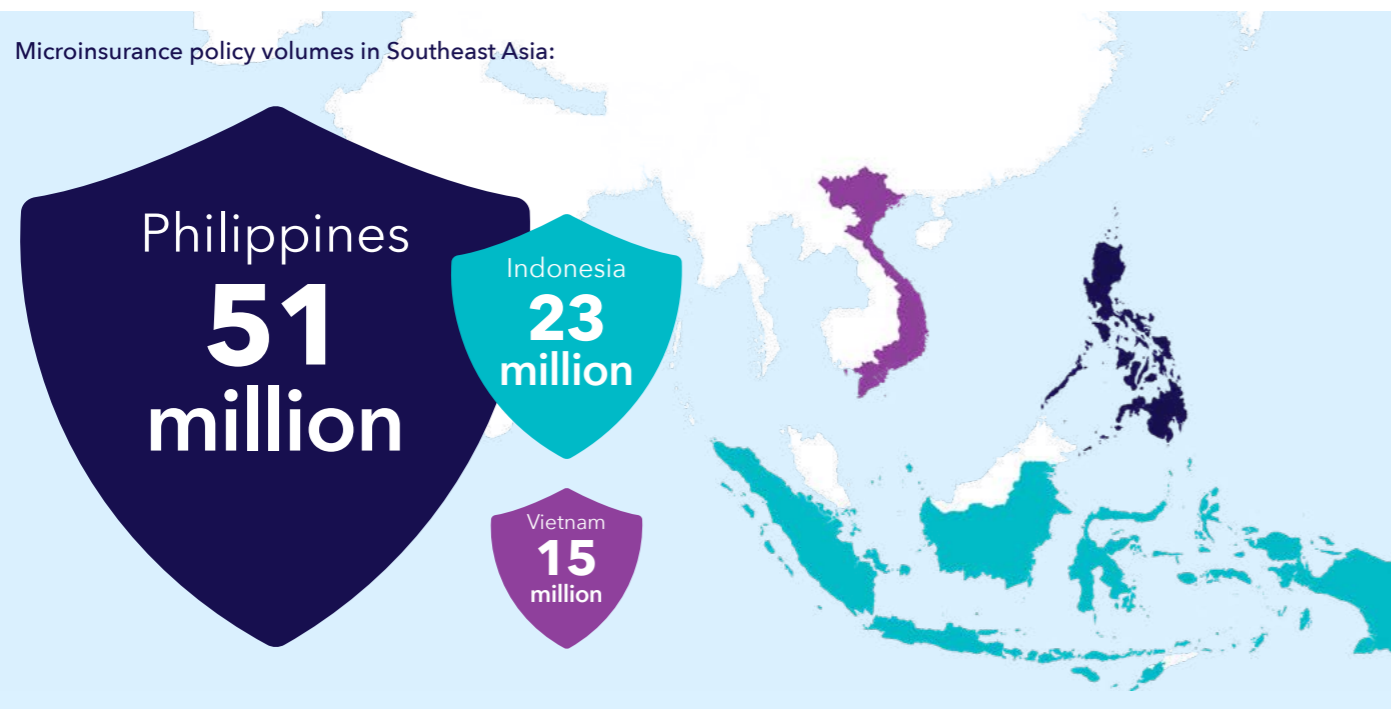 Microinsurance policy volumes in Southeast Asia:
Philippines
51
million
Indonesia
23
million
Vietnam
15
million